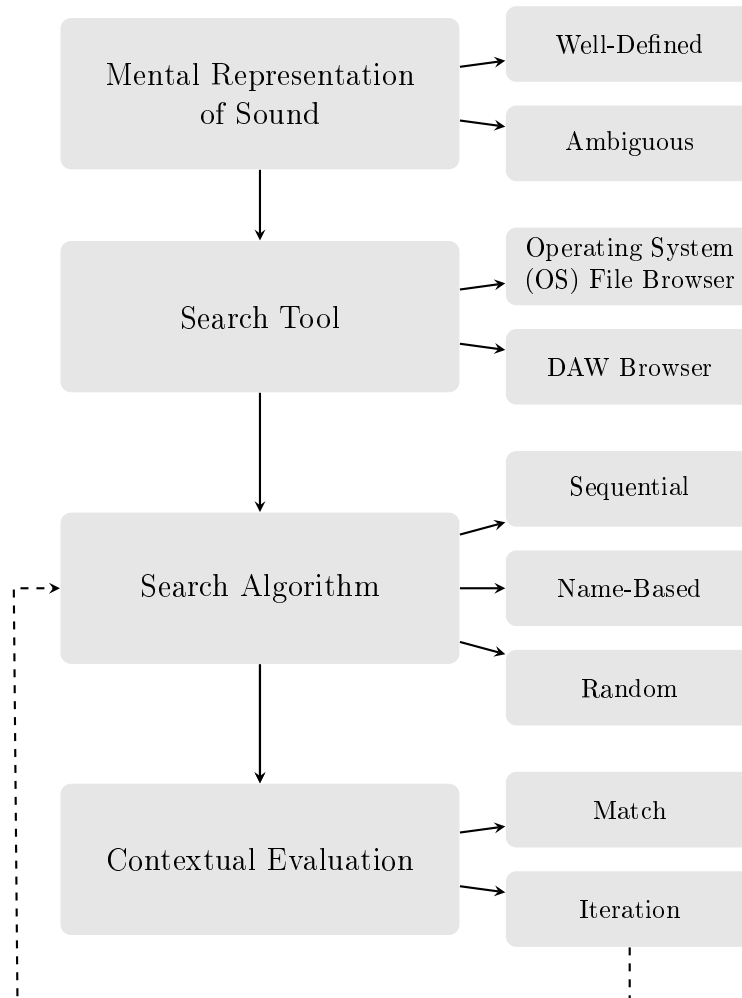 Mental Representation
of Sound
Well-Defined
Ambiguous
Search Tool
Operating System
(OS) File Browser
DAW Browser
Search Algorithm
Sequential
Name-Based
Random
Contextual Evaluation
Match
Iteration